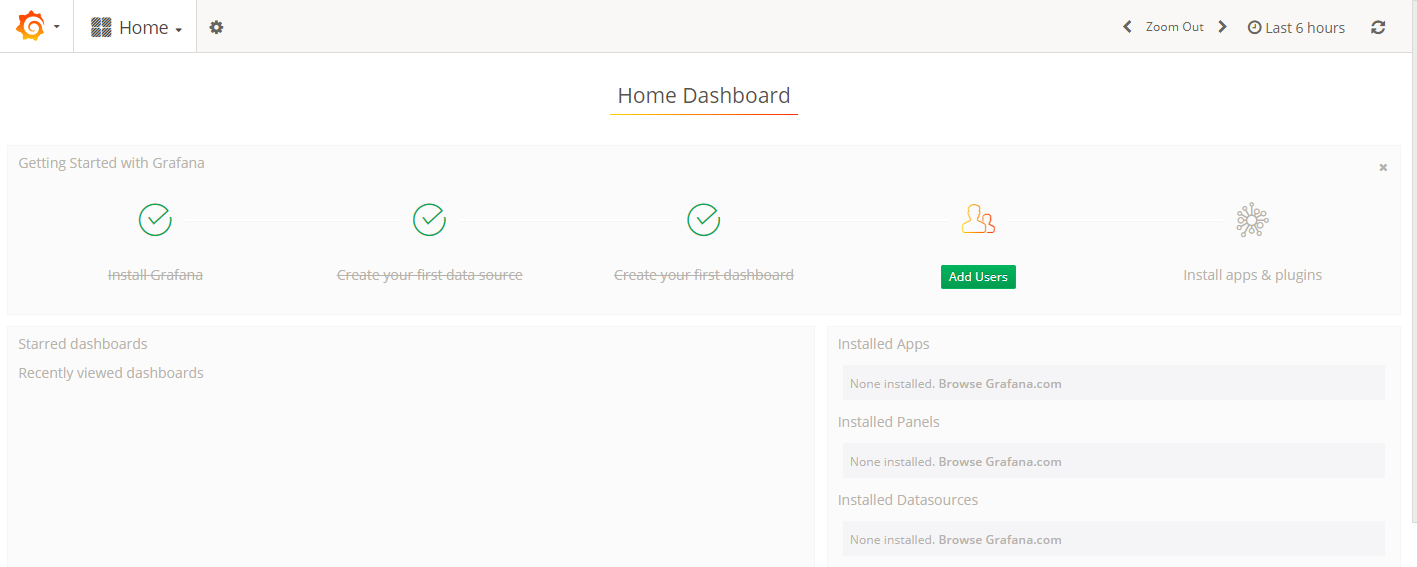 Home
Zoom Out
Last 6 hours
Home Dashboard
Getting Started with Grafana
Install Grafana
Create your first data source
Create your first dashboard
Add Users
Install apps & plugins
Starred dashboards
Recently viewed dashboards
Installed Apps
None installed. Browse Grafana.com
Installed Panels
None installed. Browse Grafana.com
Installed Datasources
None installed. Browse Grafana.com